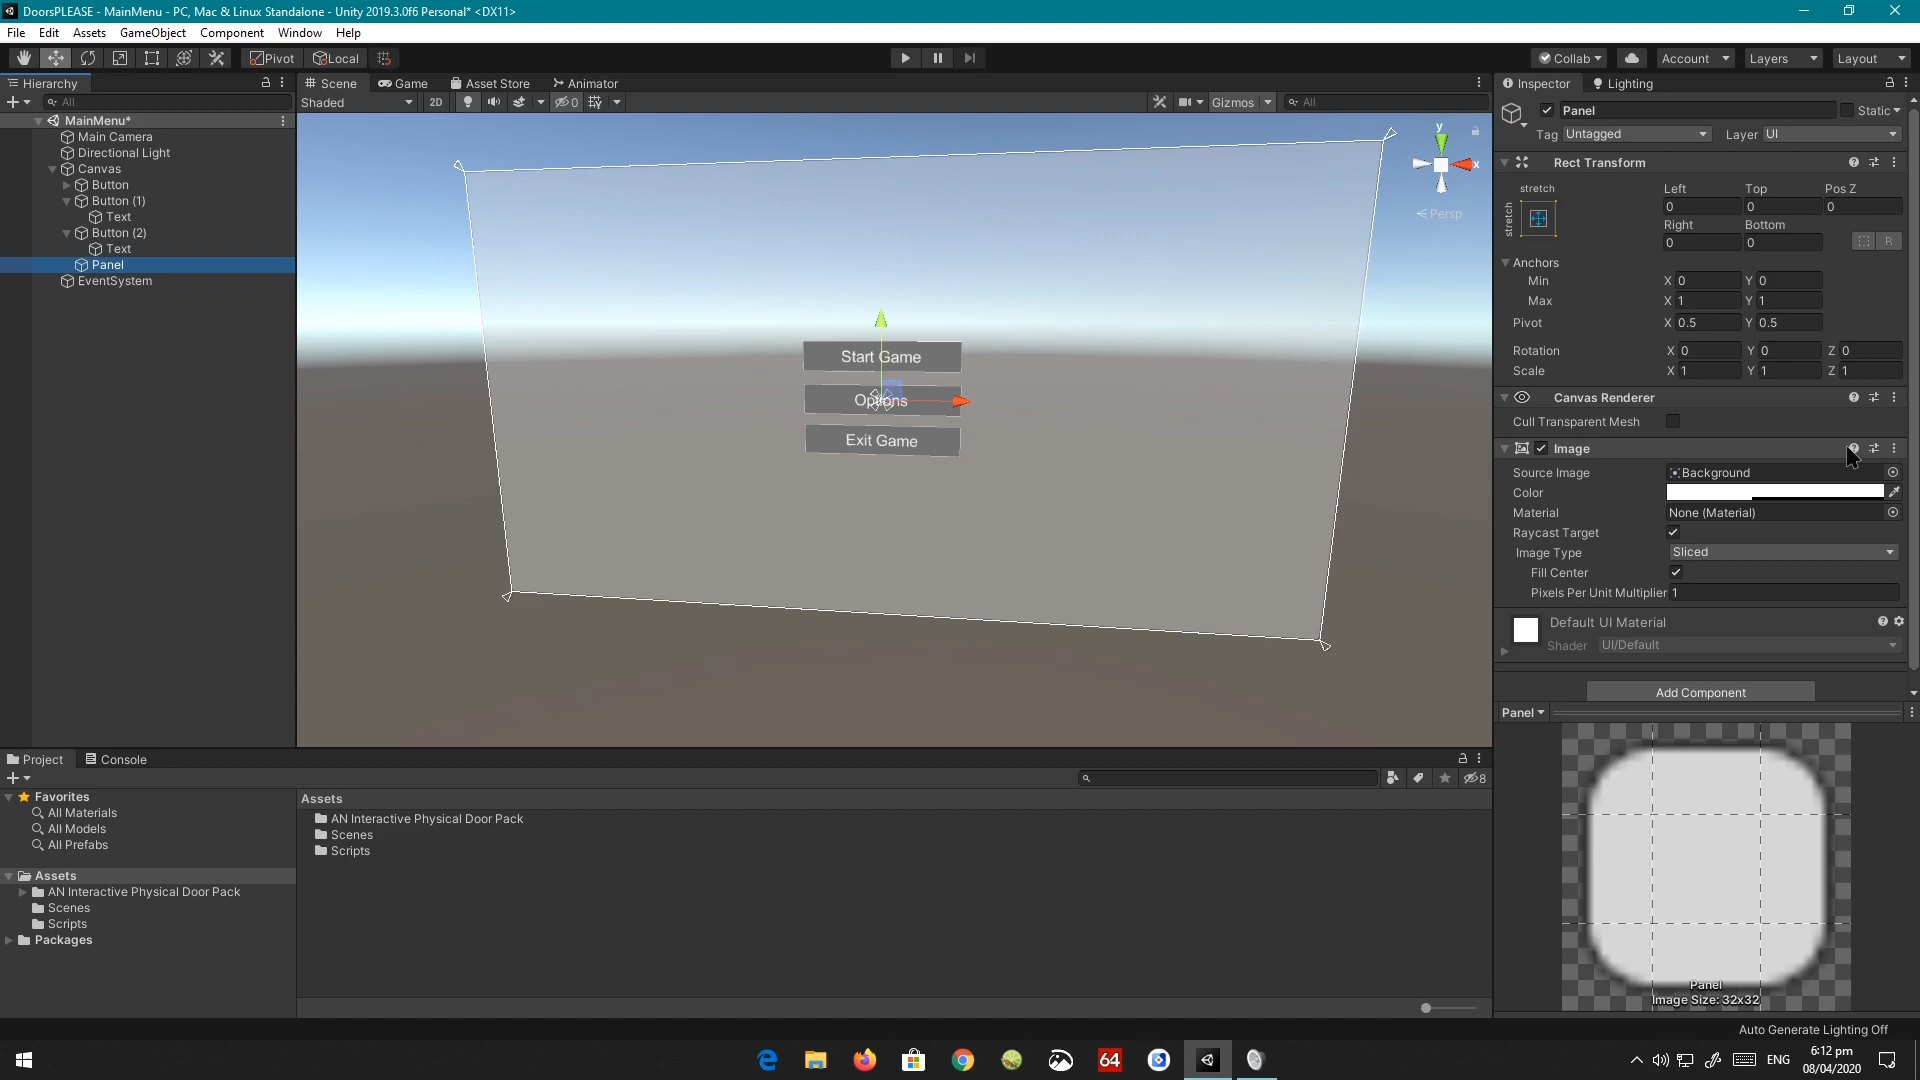 DoorsPLEASE - MainMenu - PC, Mac & Linux Standalone - Unity 2019.3.0f6 Personal* <DX11>
File Edit Assets GameObject Component Window Help
Pivot Local Collab Account Layers Layout
Hierarchy
All
MainMenu*
Main Camera
Directional Light
Canvas
Button
Button (1)
Text
Button (2)
Text
Panel
EventSystem
Scene Game Asset Store Animator
Shaded 2D 0 Gizmos All
y
x
Persp
Start Game
Options
Exit Game
Inspector Lighting
Panel Static
Tag Untagged Layer UI
Rect Transform
stretch Left Top Pos Z
stretch
0 0 0
Right Bottom
0 0 R
Anchors
Min X 0 Y 0
Max X 1 Y 1
Pivot X 0.5 Y 0.5
Rotation X 0 Y 0 Z 0
Scale X 1 Y 1 Z 1
Canvas Renderer
Cull Transparent Mesh
Image
Source Image Background
Color
Material None (Material)
Raycast Target
Image Type Sliced
Fill Center
Pixels Per Unit Multiplier 1
Default UI Material
Shader UI/Default
Add Component
Panel
Panel
Image Size: 32x32
Project Console
8
Favorites
All Materials
All Models
All Prefabs
Assets
AN Interactive Physical Door Pack
Scenes
Scripts
Packages
Assets
AN Interactive Physical Door Pack
Scenes
Scripts
Auto Generate Lighting Off
64
ENG
6:12 pm
08/04/2020